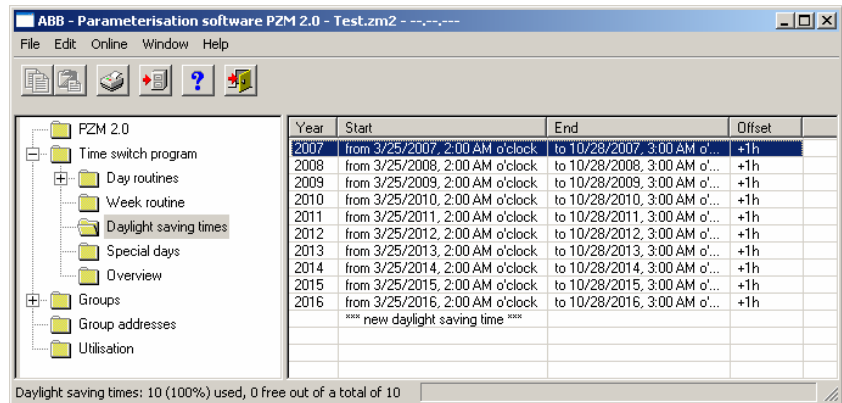 ABB - Parameterisation software PZM 2.0 - Test.zm2 - --.--.---
File Edit Online Window Help
PZM 2.0
Time switch program
Day routines
Week routine
Daylight saving times
Special days
Overview
Groups
Group addresses
Utilisation
Year Start End Offset
2007 from 3/25/2007, 2:00 AM o'clock to 10/28/2007, 3:00 AM o'... +1h
2008 from 3/25/2008, 2:00 AM o'clock to 10/28/2008, 3:00 AM o'... +1h
2009 from 3/25/2009, 2:00 AM o'clock to 10/28/2009, 3:00 AM o'... +1h
2010 from 3/25/2010, 2:00 AM o'clock to 10/28/2010, 3:00 AM o'... +1h
2011 from 3/25/2011, 2:00 AM o'clock to 10/28/2011, 3:00 AM o'... +1h
2012 from 3/25/2012, 2:00 AM o'clock to 10/28/2012, 3:00 AM o'... +1h
2013 from 3/25/2013, 2:00 AM o'clock to 10/28/2013, 3:00 AM o'... +1h
2014 from 3/25/2014, 2:00 AM o'clock to 10/28/2014, 3:00 AM o'... +1h
2015 from 3/25/2015, 2:00 AM o'clock to 10/28/2015, 3:00 AM o'... +1h
2016 from 3/25/2016, 2:00 AM o'clock to 10/28/2016, 3:00 AM o'... +1h
*** new daylight saving time ***
Daylight saving times: 10 (100%) used, 0 free out of a total of 10